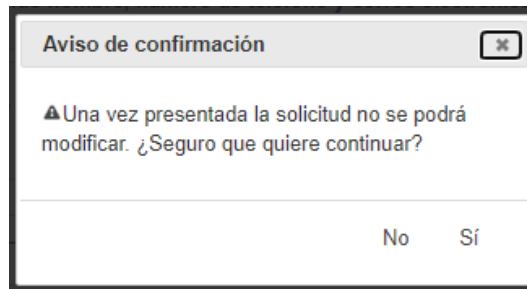 Aviso de confirmación
Una vez presentada la solicitud no se podrá
modificar. ¿Seguro que quiere continuar?
No Sí